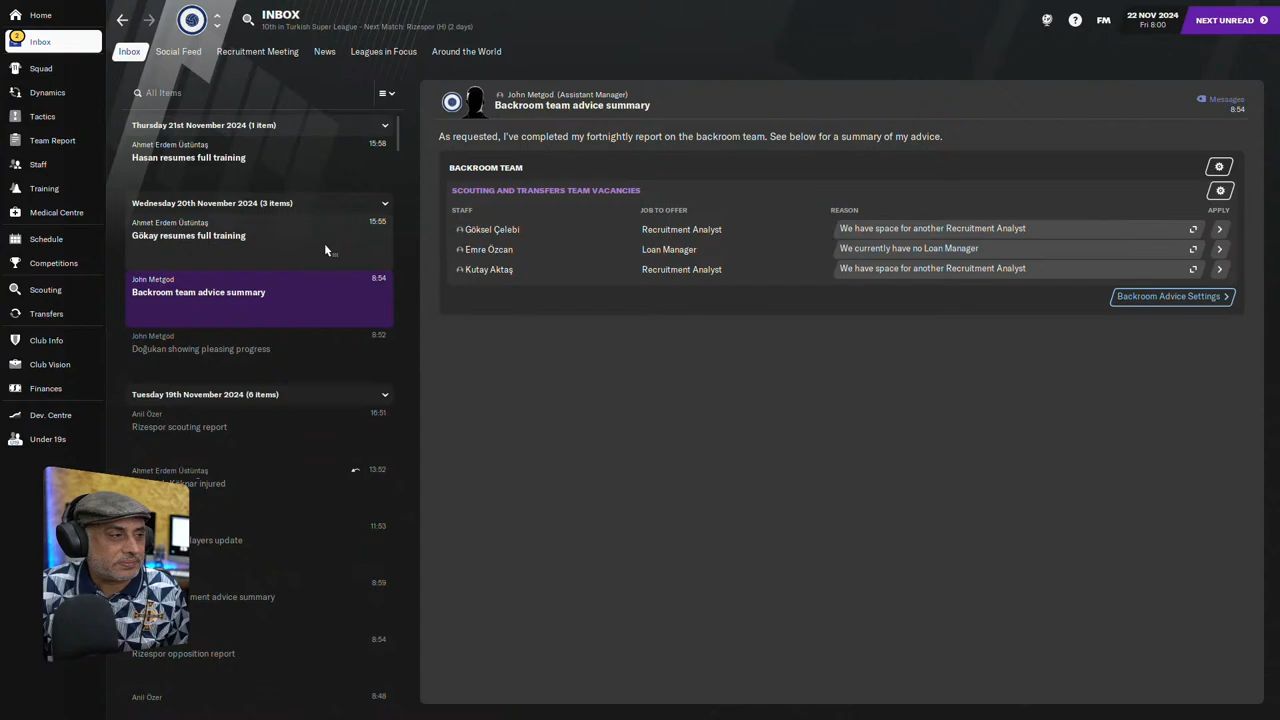 Home
2
Inbox
Squad
Dynamics
Tactics
Team Report
Staff
Training
Medical Centre
Schedule
Competitions
Scouting
Transfers
Club Info
Club Vision
Finances
Dev. Centre
Under 19s
INBOX
10th in Turkish Super League - Next Match: Rizespor (H) (2 days)
FM
22 NOV 2024
Fri 8:00
NEXT UNREAD
Inbox
Social Feed
Recruitment Meeting
News
Leagues in Focus
Around the World
All Items
Thursday 21st November 2024 (1 item)
Ahmet Erdem Üstüntaş 15:58
Hasan resumes full training
Wednesday 20th November 2024 (3 items)
Ahmet Erdem Üstüntaş 15:55
Gökay resumes full training
John Metgod 8:54
Backroom team advice summary
John Metgod 8:52
Doğukan showing pleasing progress
Tuesday 19th November 2024 (6 items)
Anil Özer 16:51
Rizespor scouting report
Ahmet Erdem Üstüntaş 13:52
injured
11:53
update
8:59
advice summary
8:54
Rizespor opposition report
Anil Özer 8:48
John Metgod (Assistant Manager)
Backroom team advice summary
Messages
8:54
As requested, I've completed my fortnightly report on the backroom team. See below for a summary of my advice.
BACKROOM TEAM
SCOUTING AND TRANSFERS TEAM VACANCIES
STAFF JOB TO OFFER REASON APPLY
Göksel Çelebi Recruitment Analyst We have space for another Recruitment Analyst
Emre Özcan Loan Manager We currently have no Loan Manager
Kutay Aktaş Recruitment Analyst We have space for another Recruitment Analyst
Backroom Advice Settings